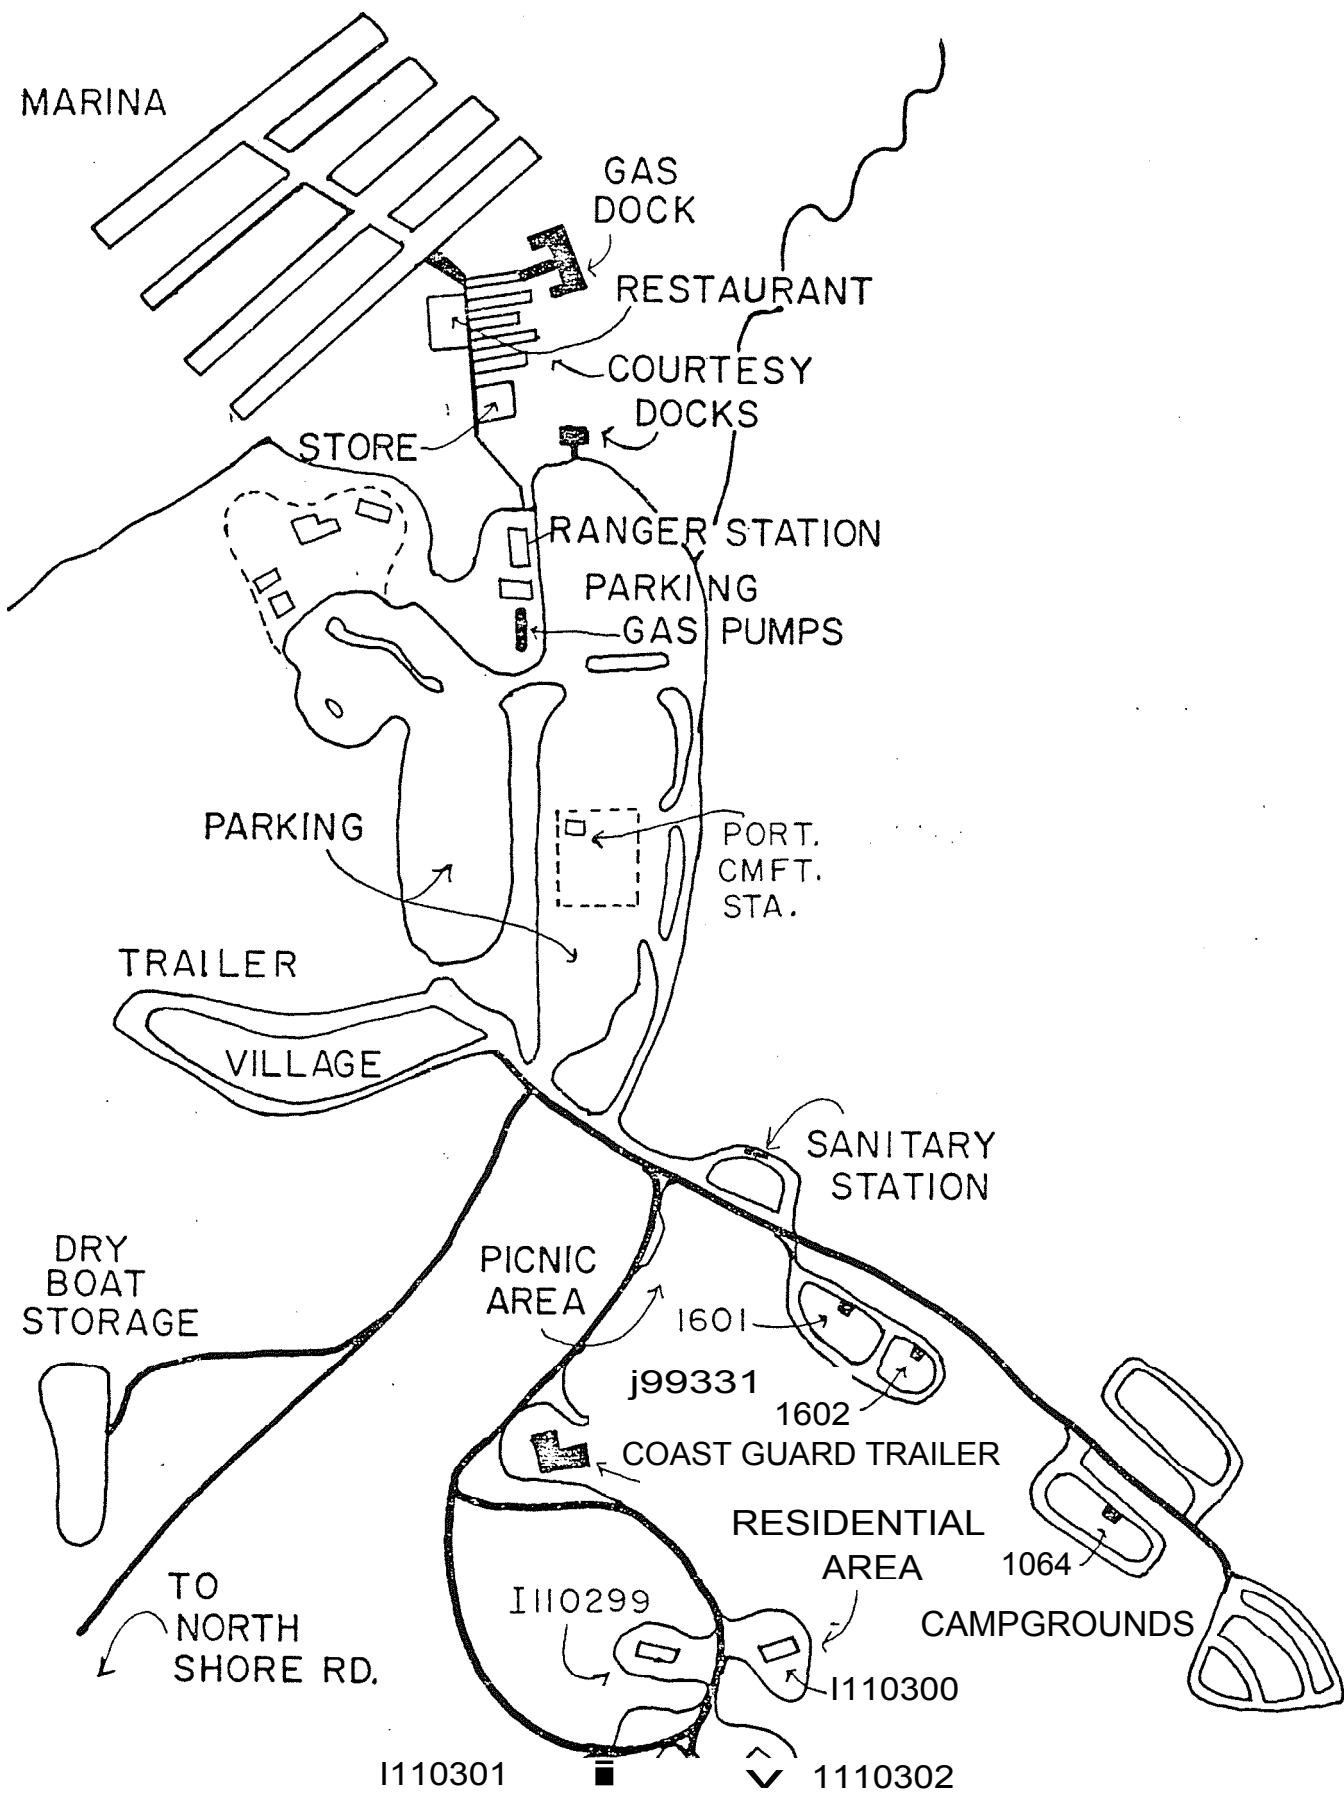 MARINA
GAS
DOCK
RESTAURANT
COURTESY
DOCKS
STORE
RANGER STATION
PARKING
GAS PUMPS
PARKING
PORT.
CMFT.
STA.
TRAILER
VILLAGE
SANITARY
STATION
DRY
BOAT
STORAGE
PICNIC
AREA
1601
j99331
1602
COAST GUARD TRAILER
RESIDENTIAL
AREA
1064
TO
NORTH
SHORE RD.
I110299
CAMPGROUNDS
I110300
I110301
1110302